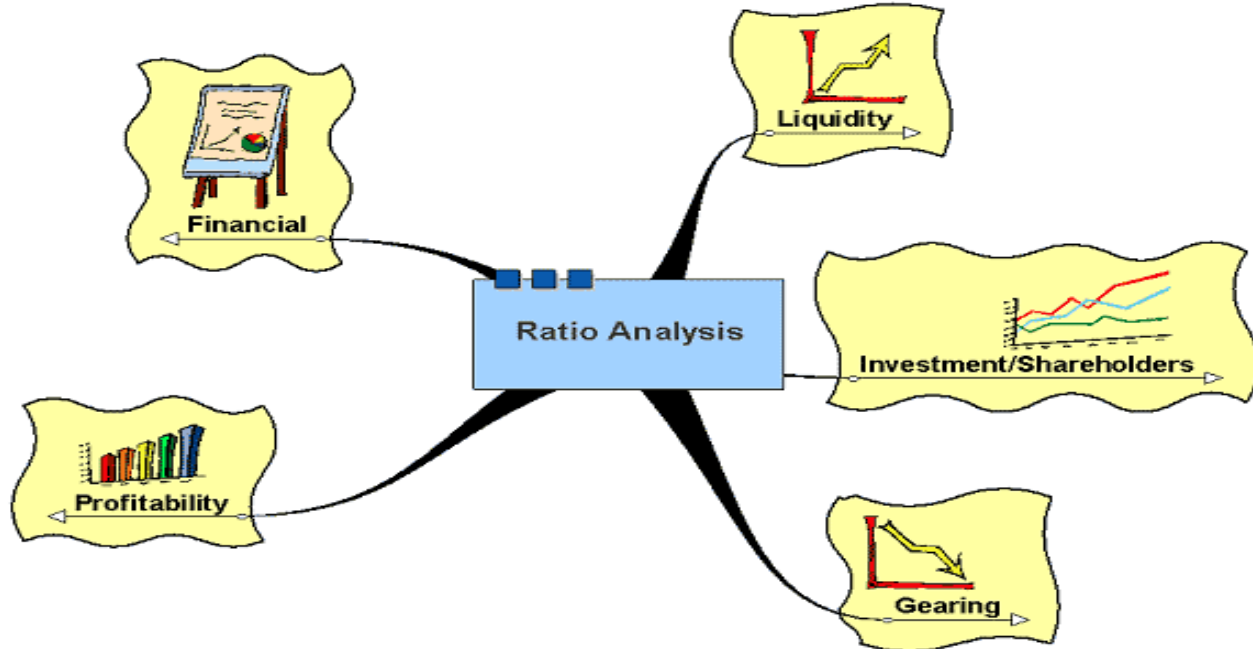 Liquidity
Financial
Ratio Analysis
Investment/Shareholders
Profitability
Gearing